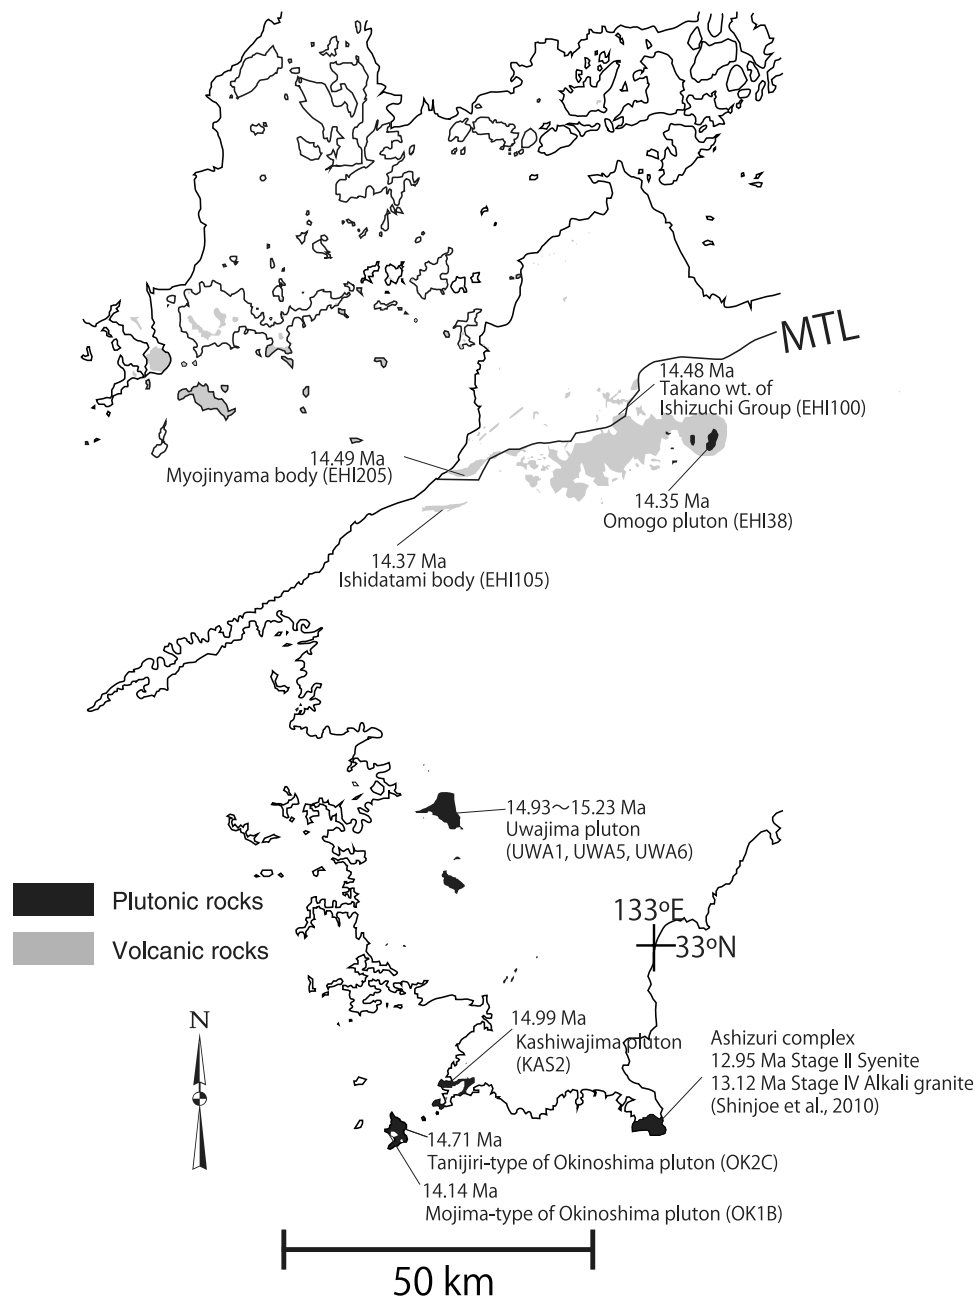 MTL
14.48 Ma
Takano wt. of
Ishizuchi Group (EHI100)
14.49 Ma
Myojinyama body (EHI205)
14.35 Ma
Omogo pluton (EHI38)
14.37 Ma
Ishidatami body (EHI105)
14.93～15.23 Ma
Uwajima pluton
(UWA1, UWA5, UWA6)
Plutonic rocks
Volcanic rocks
133ºE
33ºN
N
14.99 Ma
Kashiwajima pluton
(KAS2)
Ashizuri complex
12.95 Ma Stage II Syenite
13.12 Ma Stage IV Alkali granite
(Shinjoe et al., 2010)
14.71 Ma
Tanijiri-type of Okinoshima pluton (OK2C)
14.14 Ma
Mojima-type of Okinoshima pluton (OK1B)
50 km